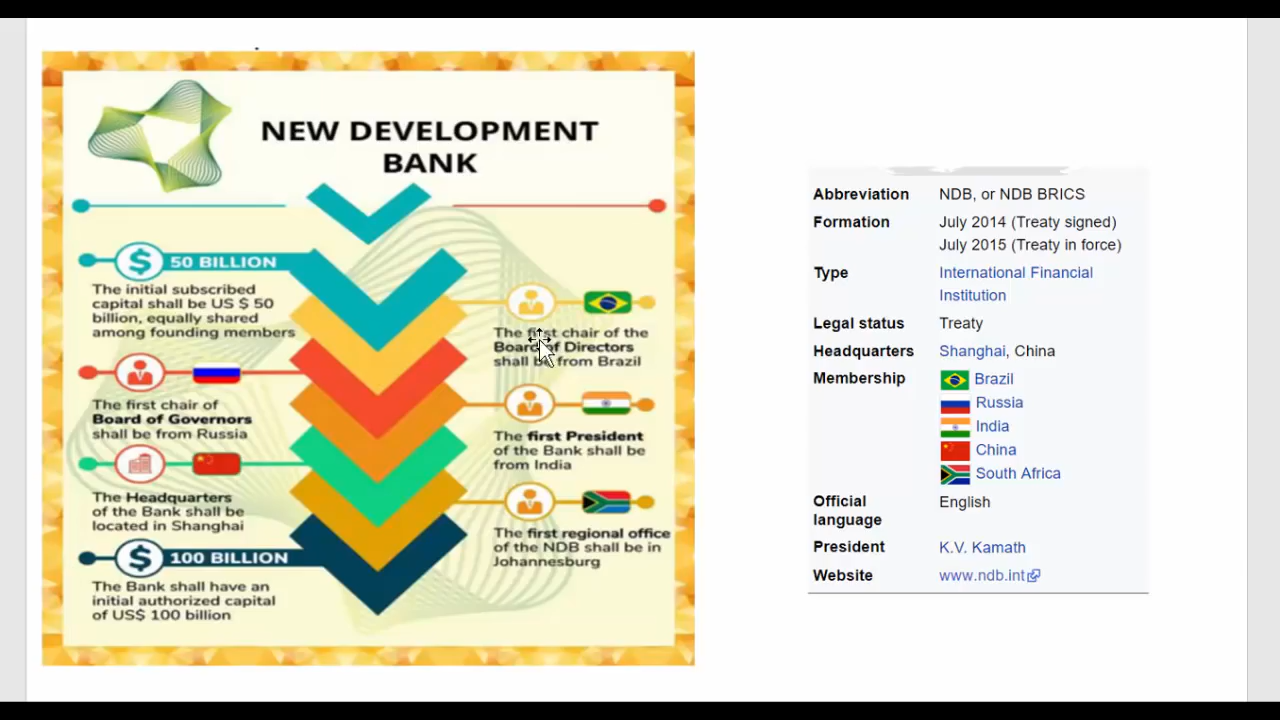 NEW DEVELOPMENT
BANK
$ 50 BILLION
The initial subscribed
capital shall be US $ 50
billion, equally shared
among founding members
The first chair of the
Board of Directors
shall be from Brazil
The first chair of
Board of Governors
shall be from Russia
The first President
of the Bank shall be
from India
The Headquarters
of the Bank shall be
located in Shanghai
The first regional office
of the NDB shall be in
Johannesburg
$ 100 BILLION
The Bank shall have an
initial authorized capital
of US$ 100 billion
Abbreviation NDB, or NDB BRICS
Formation July 2014 (Treaty signed)
July 2015 (Treaty in force)
Type International Financial
Institution
Legal status Treaty
Headquarters Shanghai, China
Membership Brazil
Russia
India
China
South Africa
Official English
language
President K.V. Kamath
Website www.ndb.int